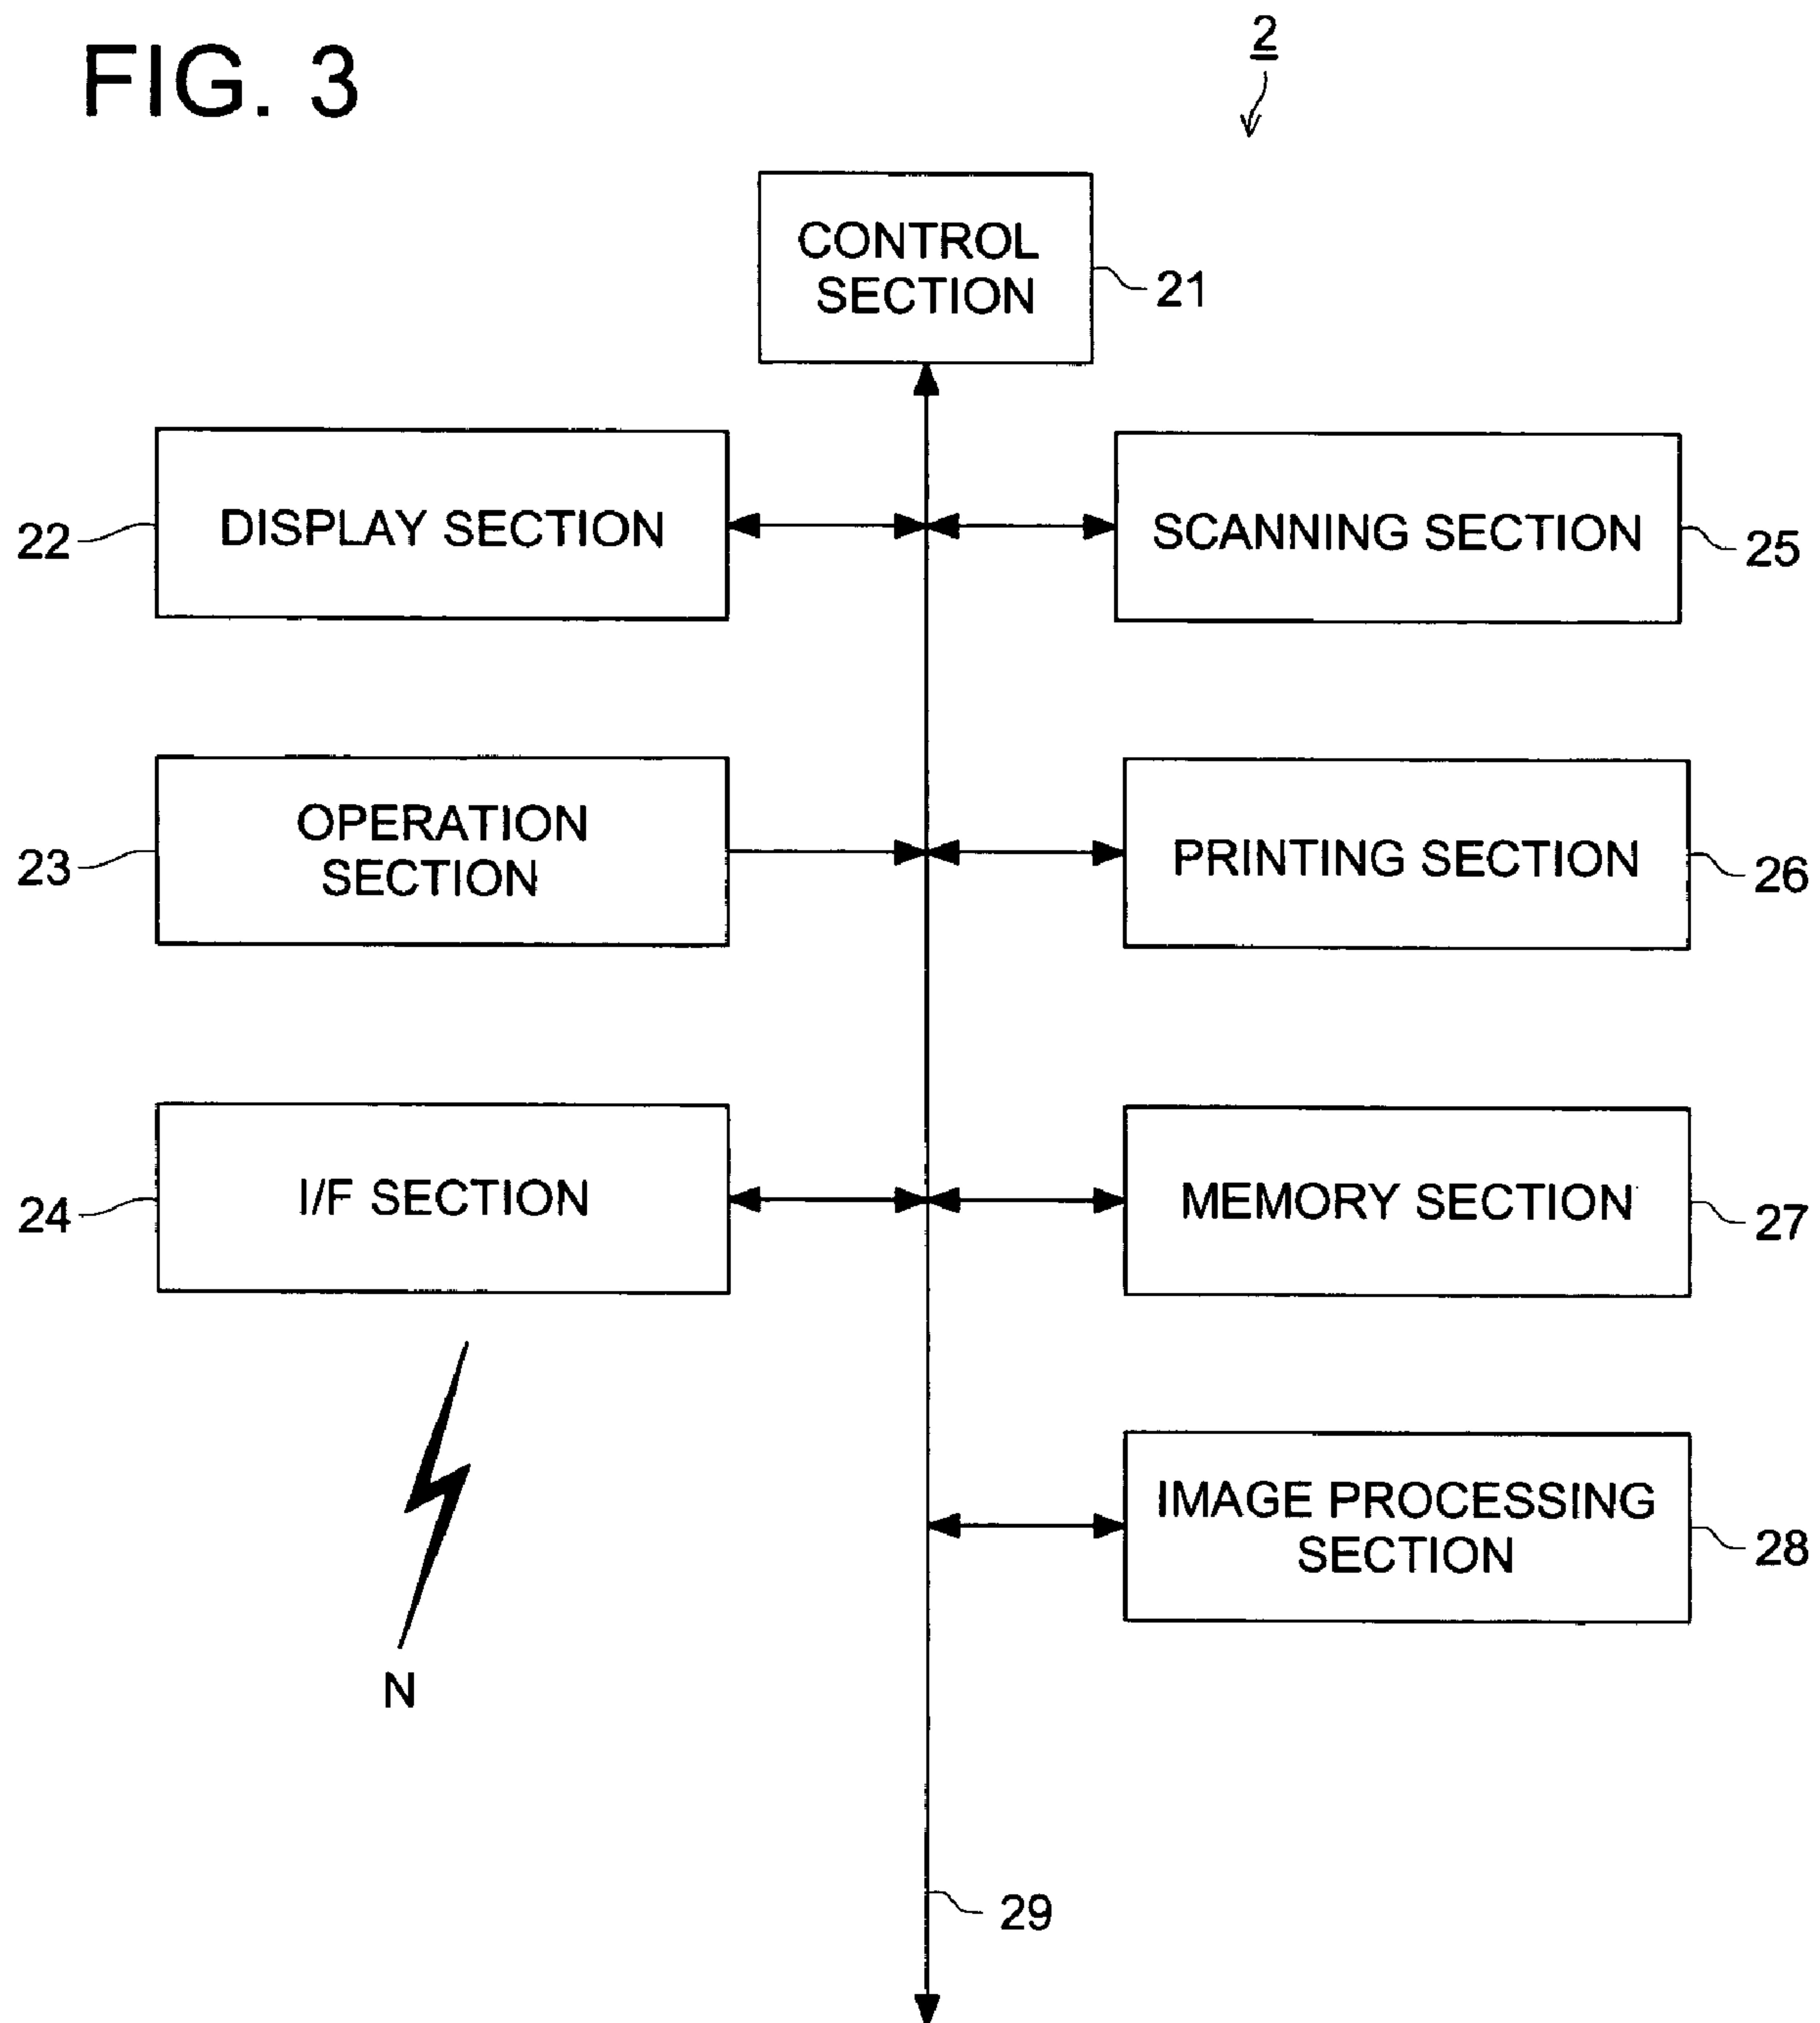 FIG. 3
2
CONTROL
SECTION
21
22
DISPLAY SECTION
SCANNING SECTION
25
23
OPERATION
SECTION
PRINTING SECTION
26
24
I/F SECTION
MEMORY SECTION
27
IMAGE PROCESSING
SECTION
28
N
29